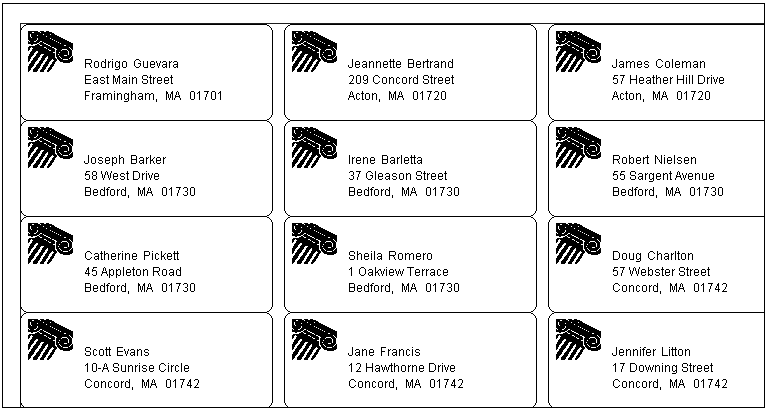 Rodrigo Guevara
East Main Street
Framingham, MA 01701
Jeannette Bertrand
209 Concord Street
Acton, MA 01720
James Coleman
57 Heather Hill Drive
Acton, MA 01720
Joseph Barker
58 West Drive
Bedford, MA 01730
Irene Barletta
37 Gleason Street
Bedford, MA 01730
Robert Nielsen
55 Sargent Avenue
Bedford, MA 01730
Catherine Pickett
45 Appleton Road
Bedford, MA 01730
Sheila Romero
1 Oakview Terrace
Bedford, MA 01730
Doug Charlton
57 Webster Street
Concord, MA 01742
Scott Evans
10-A Sunrise Circle
Concord, MA 01742
Jane Francis
12 Hawthorne Drive
Concord, MA 01742
Jennifer Litton
17 Downing Street
Concord, MA 01742